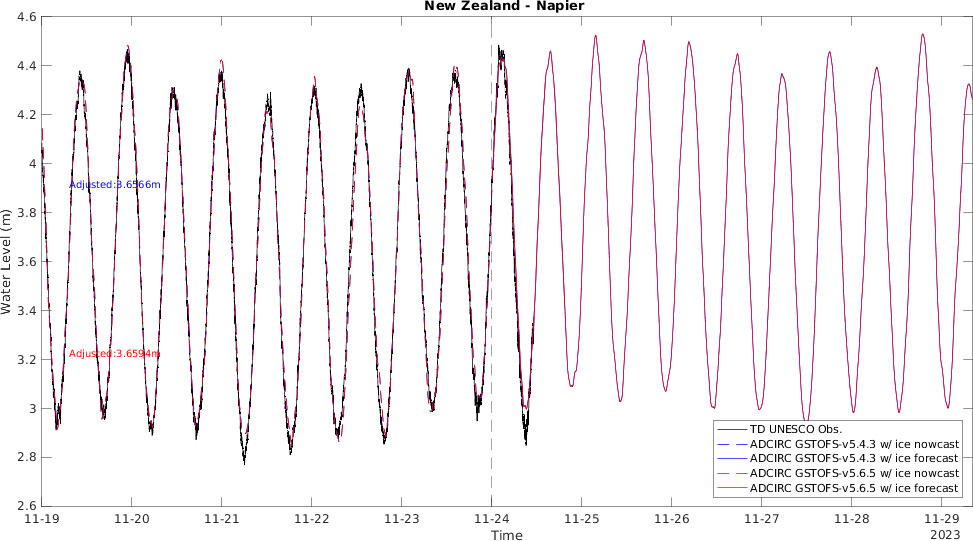 New Zealand - Napier
4.6
4.4
4.2
4
3.8
3.6
3.4
3.2
3
2.8
2.6
Water Level (m)
Adjusted:3.6566m
Adjusted:3.6594m
TD UNESCO Obs.
ADCIRC GSTOFS-v5.4.3 w/ ice nowcast
ADCIRC GSTOFS-v5.4.3 w/ ice forecast
ADCIRC GSTOFS-v5.6.5 w/ ice nowcast
ADCIRC GSTOFS-v5.6.5 w/ ice forecast
11-19 11-20 11-21 11-22 11-23 11-24 11-25 11-26 11-27 11-28 11-29
Time 2023